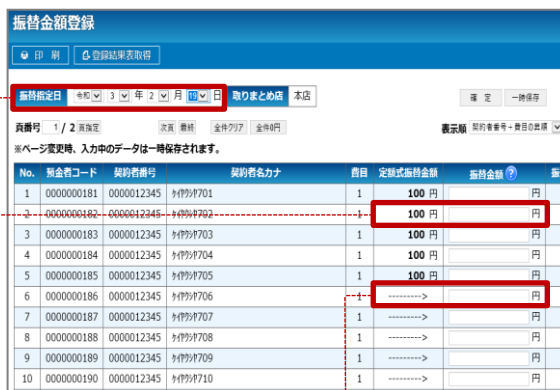 振替金額登録
印 刷 登録結果表取得
振替指定日 令和 3 年 2 月 19 日 取りまとめ店 本店 確 定 一時保存
頁番号 1 / 2 頁指定 次頁 最終 全件クリア 全件0円 表示順 契約者番号+費目の昇順
※ページ変更時、入力中のデータは一時保存されます。
No. 預金者コード 契約者番号 契約者名カナ 費目 定額式振替金額 振替金額 ? 振
1 0000000181 0000012345 ｹｲﾔｸｼﾔ701 1 100 円 円
2 0000000182 0000012345 ｹｲﾔｸｼﾔ702 1 100 円 円
3 0000000183 0000012345 ｹｲﾔｸｼﾔ703 1 100 円 円
4 0000000184 0000012345 ｹｲﾔｸｼﾔ704 1 100 円 円
5 0000000185 0000012345 ｹｲﾔｸｼﾔ705 1 100 円 円
6 0000000186 0000012345 ｹｲﾔｸｼﾔ706 1 ---------> 円
7 0000000187 0000012345 ｹｲﾔｸｼﾔ707 1 ---------> 円
8 0000000188 0000012345 ｹｲﾔｸｼﾔ708 1 ---------> 円
9 0000000189 0000012345 ｹｲﾔｸｼﾔ709 1 ---------> 円
10 0000000190 0000012345 ｹｲﾔｸｼﾔ710 1 ---------> 円